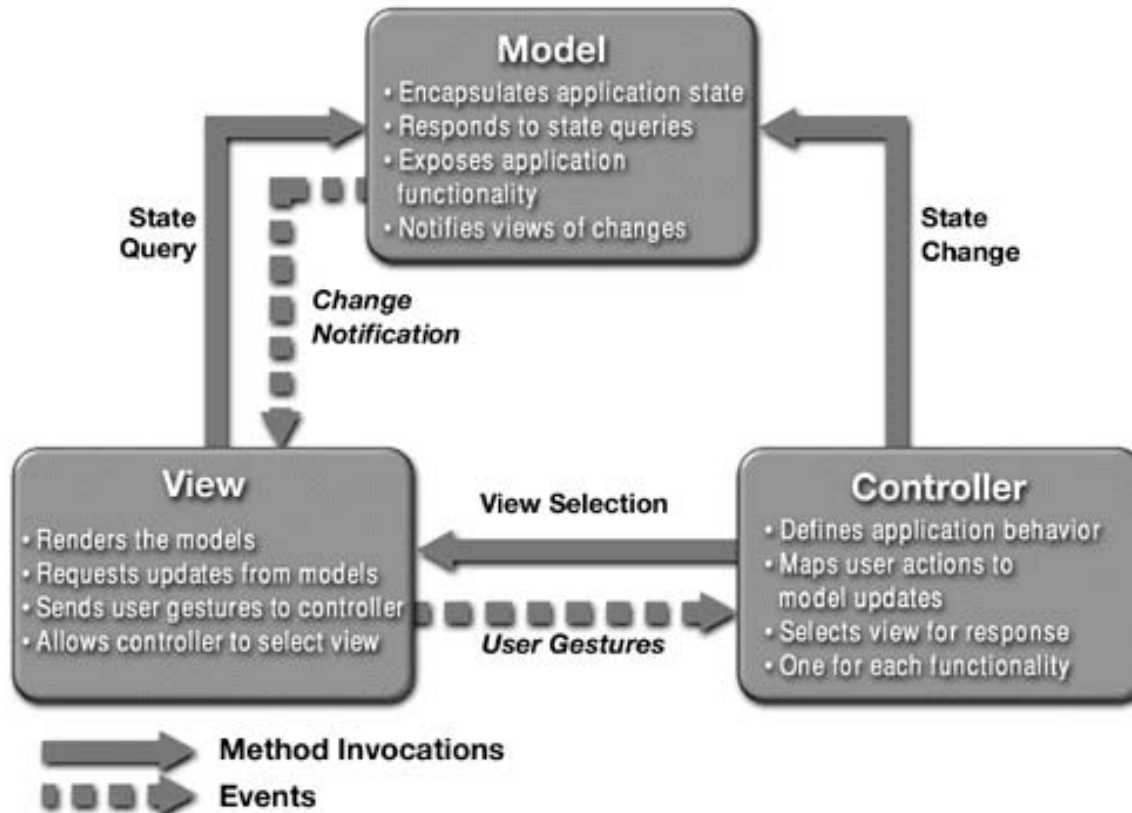 Model
• Encapsulates application state
• Responds to state queries
• Exposes application
functionality
• Notifies views of changes
State
Query
State
Change
Change
Notification
View
• Renders the models
• Requests updates from models
• Sends user gestures to controller
• Allows controller to select view
View Selection
User Gestures
Controller
• Defines application behavior
• Maps user actions to
model updates
• Selects view for response
• One for each functionality
Method Invocations
Events